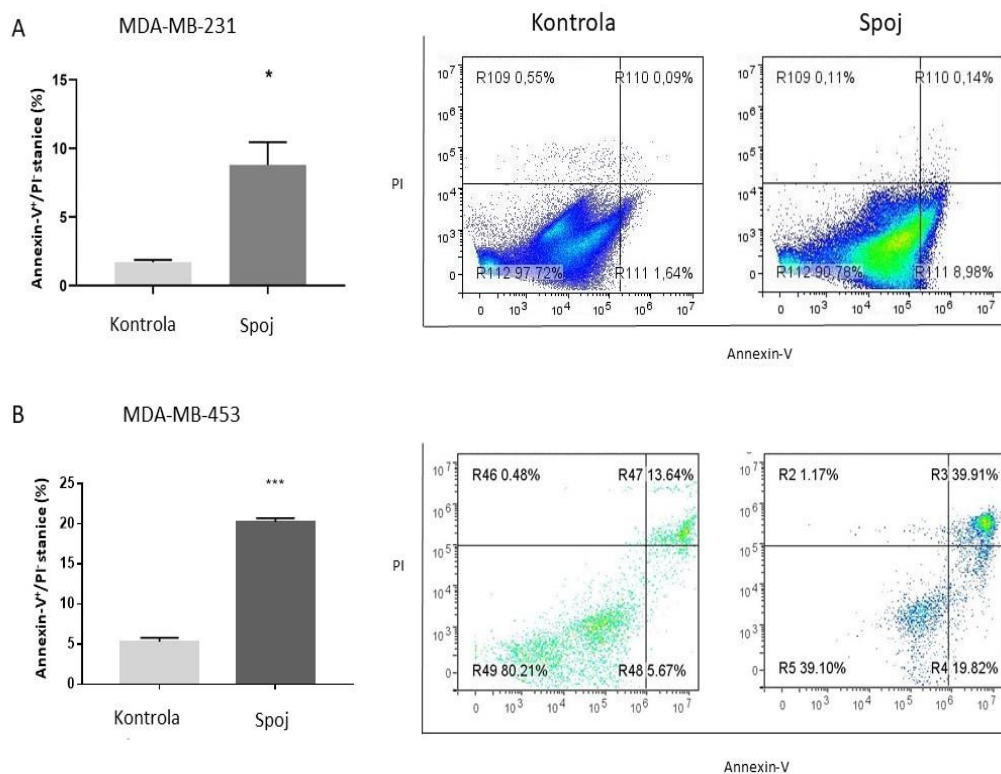 A
MDA-MB-231
Annexin-V⁺/PI⁻stanice (%)
15
10
5
0
*
Kontrola
Spoj
Kontrola
Spoj
PI
10⁷
10⁶
10⁵
10⁴
10³
0
R109 0,55%
R110 0,09%
R112 97,72%
R111 1,64%
0
10³
10⁴
10⁵
10⁶
10⁷
10⁷
10⁶
10⁵
10⁴
10³
0
R109 0,11%
R110 0,14%
R112 90,78%
R111 8,98%
0
10³
10⁴
10⁵
10⁶
10⁷
Annexin-V
B
MDA-MB-453
Annexin-V⁺/PI⁻stanice (%)
25
20
15
10
5
0
***
Kontrola
Spoj
PI
10⁷
10⁶
10⁵
10⁴
10³
0
R46 0.48%
R47 13.64%
R49 80.21%
R48 5.67%
0
10³
10⁴
10⁵
10⁶
10⁷
10⁷
10⁶
10⁵
10⁴
10³
0
R2 1.17%
R3 39.91%
R5 39.10%
R4 19.82%
0
10³
10⁴
10⁵
10⁶
10⁷
Annexin-V